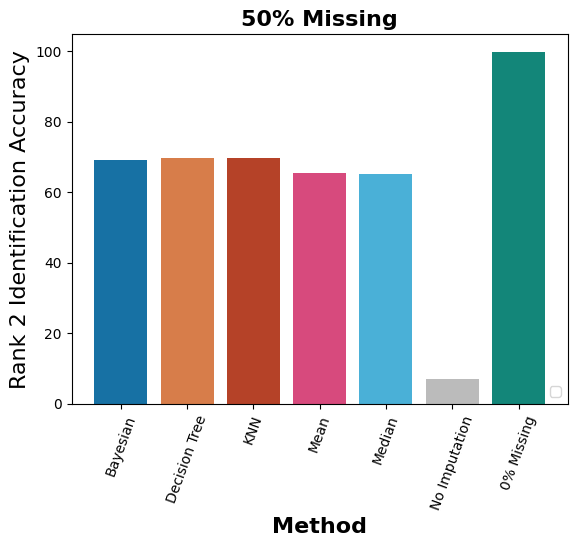 50% Missing
Rank 2 Identification Accuracy
100
80
60
40
20
0
Bayesian
Decision Tree
KNN
Mean
Median
No Imputation
0% Missing
Method